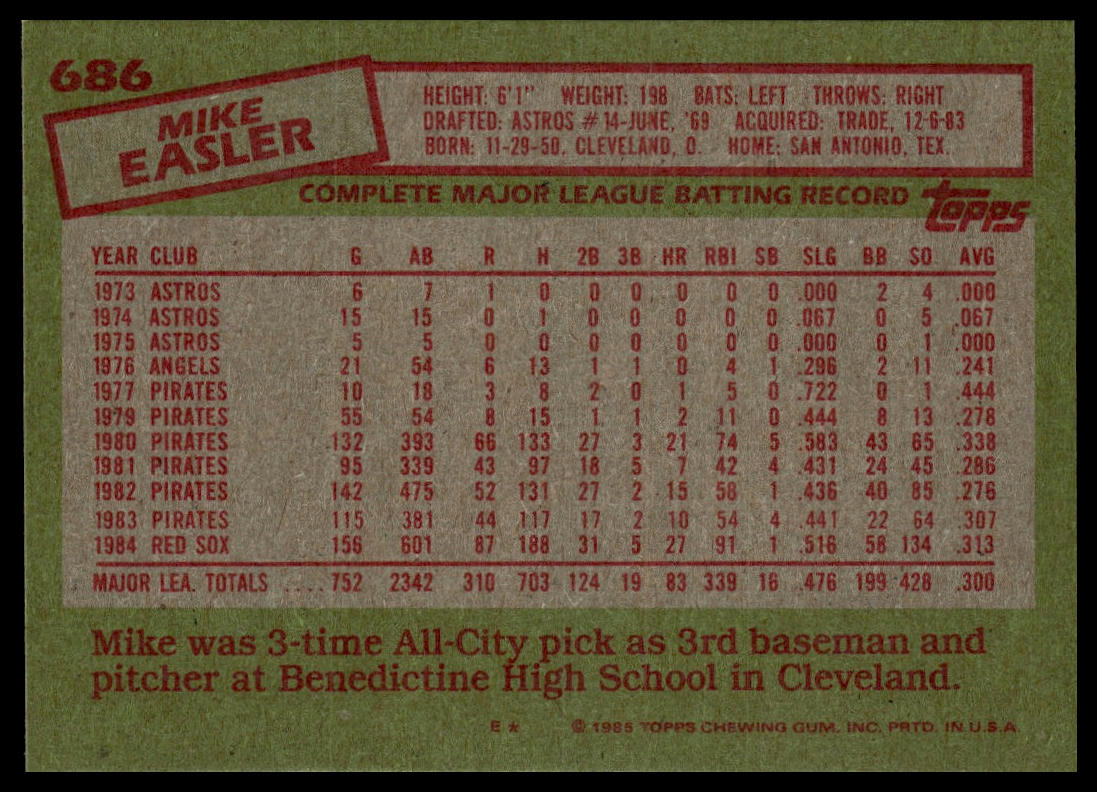 686
MIKE
EASLER
HEIGHT: 6'1" WEIGHT: 198 BATS: LEFT THROWS: RIGHT
DRAFTED: ASTROS #14-JUNE, '69 ACQUIRED: TRADE, 12-6-83
BORN: 11-29-50, CLEVELAND, O. HOME: SAN ANTONIO, TEX.
COMPLETE MAJOR LEAGUE BATTING RECORD topps
YEAR CLUB G AB R H 2B 3B HR RBI SB SLG BB SO AVG
1973 ASTROS 6 7 1 0 0 0 0 0 0 .000 2 4 .000
1974 ASTROS 15 15 0 1 0 0 0 0 0 .067 0 5 .067
1975 ASTROS 5 5 0 0 0 0 0 0 0 .000 0 1 .000
1976 ANGELS 21 54 6 13 1 1 0 4 1 .296 2 11 .241
1977 PIRATES 10 18 3 8 2 0 1 5 0 .722 0 1 .444
1979 PIRATES 55 54 8 15 1 1 2 11 0 .444 8 13 .278
1980 PIRATES 132 393 66 133 27 3 21 74 5 .583 43 65 .338
1981 PIRATES 95 339 43 97 18 5 7 42 4 .431 24 45 .286
1982 PIRATES 142 475 52 131 27 2 15 58 1 .436 40 85 .276
1983 PIRATES 115 381 44 117 17 2 10 54 4 .441 22 64 .307
1984 RED SOX 156 601 87 188 31 5 27 91 1 .516 58 134 .313
MAJOR LEA. TOTALS .... 752 2342 310 703 124 19 83 339 16 .476 199 428 .300
Mike was 3-time All-City pick as 3rd baseman and
pitcher at Benedictine High School in Cleveland.
E* © 1985 TOPPS CHEWING GUM, INC. PRTD. IN U.S.A.